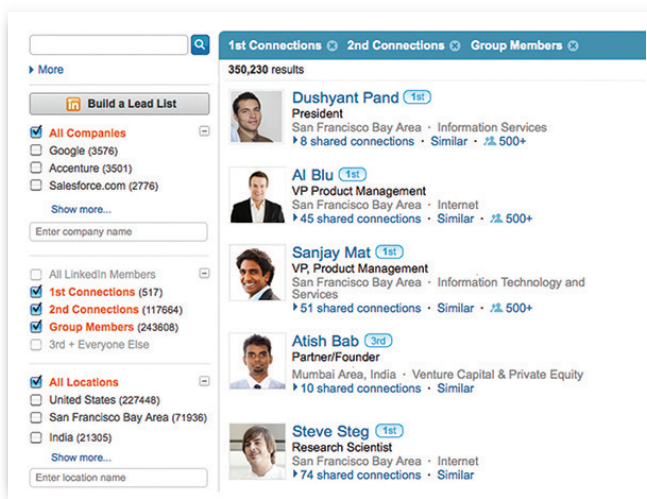 More
Build a Lead List
All Companies
Google (3576)
Accenture (3501)
Salesforce.com (2776)
Show more...
Enter company name
All LinkedIn Members
1st Connections (517)
2nd Connections (117664)
Group Members (243608)
3rd + Everyone Else
All Locations
United States (227448)
San Francisco Bay Area (71936)
India (21305)
Show more...
Enter location name
1st Connections 2nd Connections Group Members
350,230 results
Dushyant Pand 1st
President
San Francisco Bay Area · Information Services
8 shared connections · Similar · 500+
Al Blu 1st
VP Product Management
San Francisco Bay Area · Internet
45 shared connections · Similar · 500+
Sanjay Mat 1st
VP, Product Management
San Francisco Bay Area · Information Technology and
Services
51 shared connections · Similar · 500+
Atish Bab 3rd
Partner/Founder
Mumbai Area, India · Venture Capital & Private Equity
10 shared connections · Similar
Steve Steg 1st
Research Scientist
San Francisco Bay Area · Internet
74 shared connections · Similar